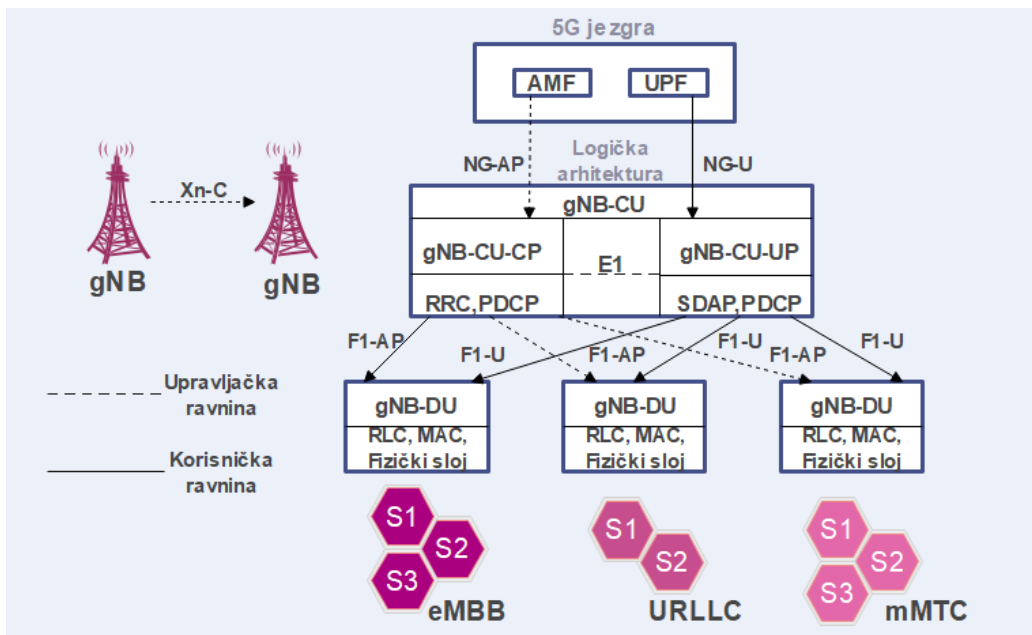 5G jezgra
AMF
UPF
NG-AP
Logička
arhitektura
NG-U
Xn-C
gNB
gNB
gNB-CU
gNB-CU-CP
E1
gNB-CU-UP
RRC, PDCP
SDAP, PDCP
F1-AP
F1-U
F1-AP
F1-U
F1-AP
F1-U
Upravljačka
ravnina
Korisnička
ravnina
gNB-DU
RLC, MAC,
Fizički sloj
gNB-DU
RLC, MAC,
Fizički sloj
gNB-DU
RLC, MAC,
Fizički sloj
S1
S2
S3
eMBB
S1
S2
URLLC
S1
S2
S3
mMTC